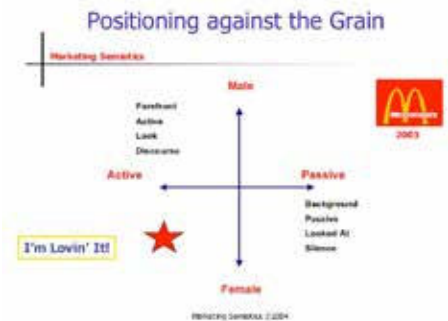 Positioning against the Grain
Marketing Semiotics
Male
Forefront
Active
Look
Discourse
McDonald's
2003
Active
Passive
Background
Passive
Looked At
Silence
I'm Lovin' It!
Female
Marketing Semiotics ©2004